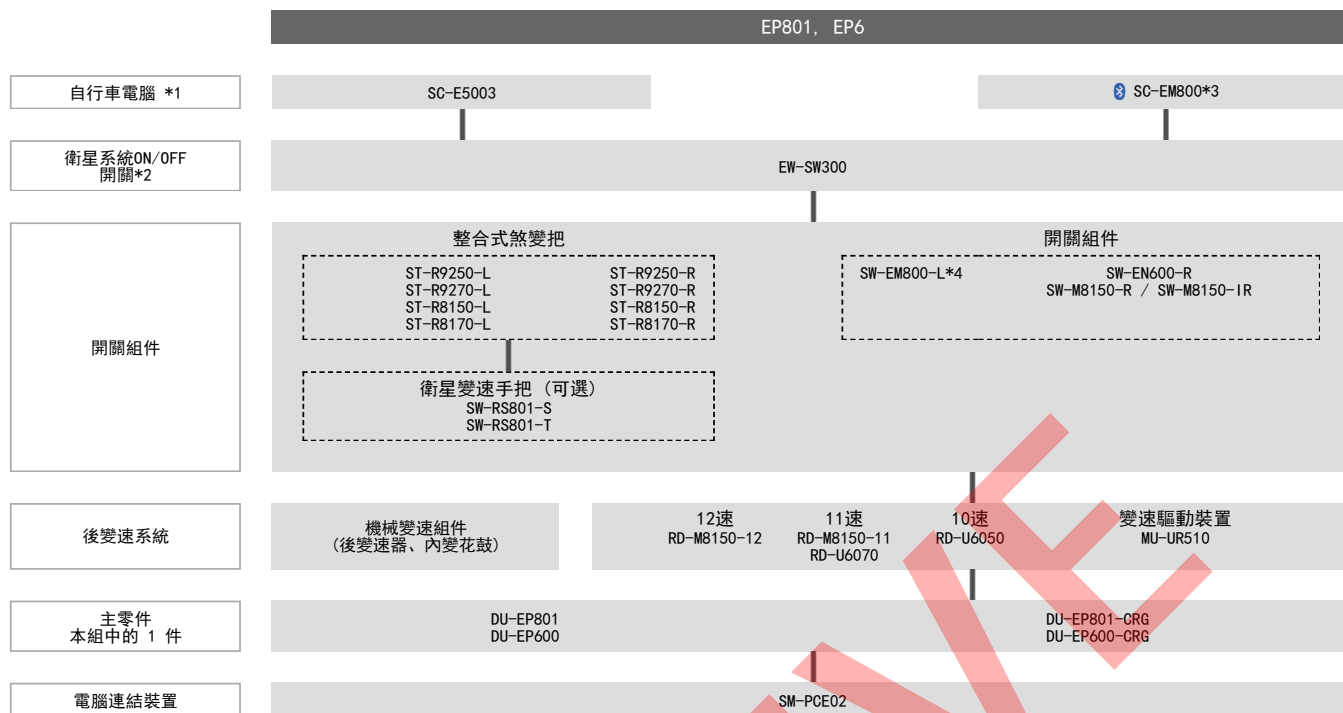 EP801, EP6
自行車電腦 *1
SC-E5003
SC-EM800*3
衛星系統ON/OFF
開關*2
EW-SW300
開關組件
整合式煞變把
ST-R9250-L ST-R9250-R
ST-R9270-L ST-R9270-R
ST-R8150-L ST-R8150-R
ST-R8170-L ST-R8170-R
衛星變速手把 (可選)
SW-RS801-S
SW-RS801-T
開關組件
SW-EM800-L*4 SW-EN600-R
SW-M8150-R / SW-M8150-IR
後變速系統
機械變速組件
(後變速器、內變花鼓)
12速
RD-M8150-12
11速
RD-M8150-11
RD-U6070
10速
RD-U6050
變速驅動裝置
MU-UR510
主零件
本組中的 1 件
DU-EP801
DU-EP600
DU-EP801-CRG
DU-EP600-CRG
電腦連結裝置
SM-PCE02